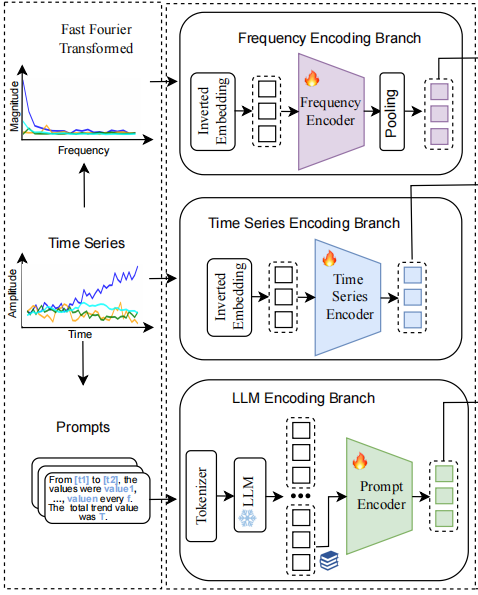 Fast Fourier
Transformed
Magnitude
Frequency
Time Series
Amplitude
Time
Prompts
From [t1] to [t2], the
values were value1,
..., valuen every f.
The total trend value
was T.
Frequency Encoding Branch
Inverted
Embedding
Frequency
Encoder
Pooling
Time Series Encoding Branch
Inverted
Embedding
Time
Series
Encoder
LLM Encoding Branch
Tokenizer
LLM
Prompt
Encoder